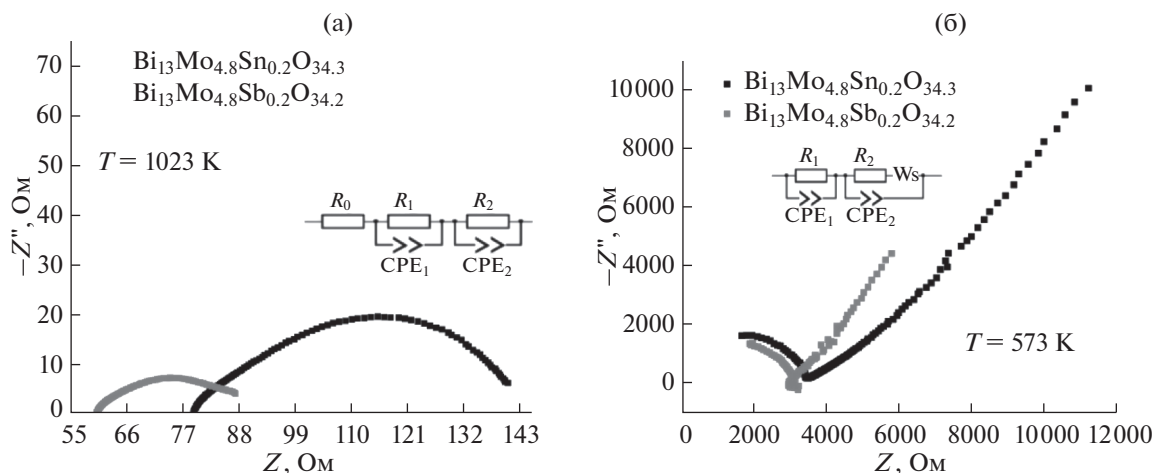 (а)
Bi₁₃Mo₄.₈Sn₀.₂O₃₄.₃
Bi₁₃Mo₄.₈Sb₀.₂O₃₄.₂
T = 1023 K
R₀ R₁ R₂
CPE₁ CPE₂
–Z", Ом
70
60
50
40
30
20
10
0
55 66 77 88 99 110 121 132 143
Z, Ом
(б)
Bi₁₃Mo₄.₈Sn₀.₂O₃₄.₃
Bi₁₃Mo₄.₈Sb₀.₂O₃₄.₂
R₁ R₂ Ws
CPE₁ CPE₂
T = 573 K
–Z", Ом
10000
8000
6000
4000
2000
0
0 2000 4000 6000 8000 10000 12000
Z, Ом